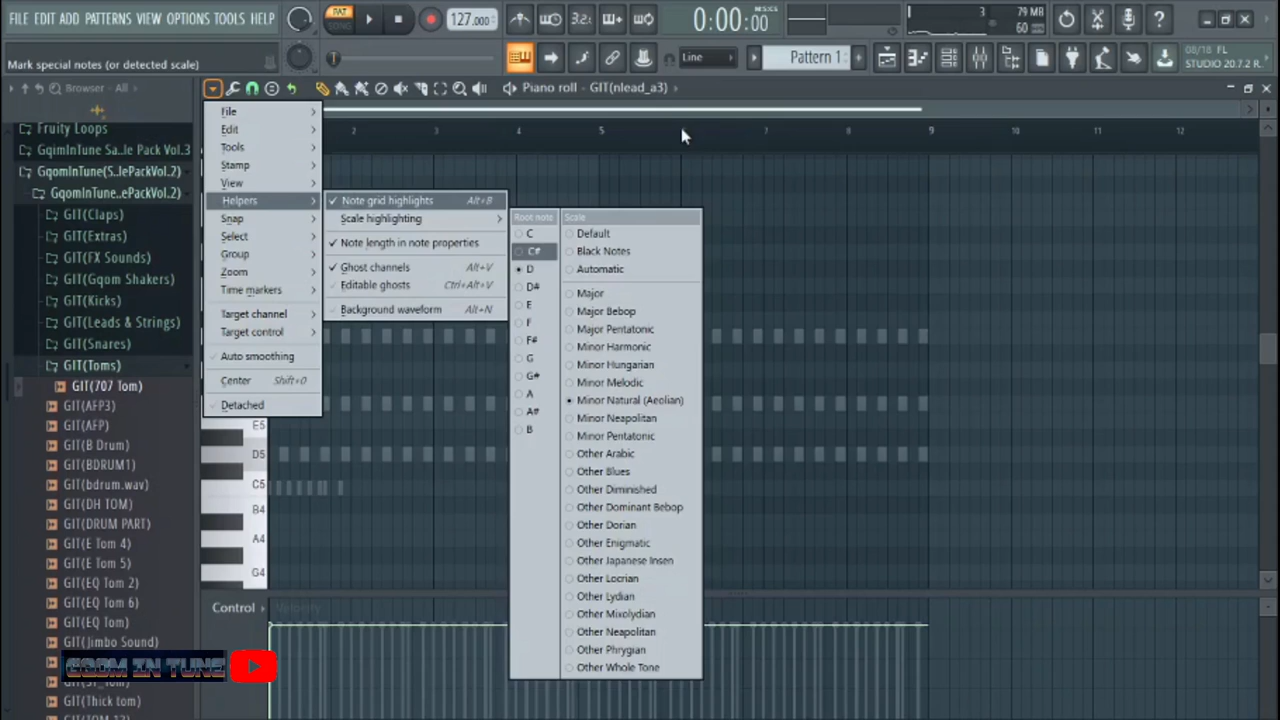 FILE EDIT ADD PATTERNS VIEW OPTIONS TOOLS HELP
PAT
127.000
3.2
0:00:00
M:S:CS
3
79 MB
60
Mark special notes (or detected scale)
Line
Pattern 1
08/18 FL
STUDIO 20.7.2 R..
Browser - All
Piano roll - GIT(nlead_a3)
Fruity Loops
GqimInTune Sa...le Pack Vol.3
GqomInTune(S...lePackVol.2)
GqomInTune...ePackVol.2)
GIT(Claps)
GIT(Extras)
GIT(FX Sounds)
GIT(Gqom Shakers)
GIT(Kicks)
GIT(Leads & Strings)
GIT(Snares)
GIT(Toms)
GIT(707 Tom)
GIT(AFP3)
GIT(AFP)
GIT(B Drum)
GIT(BDRUM1)
GIT(bdrum.wav)
GIT(DH TOM)
GIT(DRUM PART)
GIT(E Tom 4)
GIT(E Tom 5)
GIT(EQ Tom 2)
GIT(EQ Tom 6)
GIT(EQ Tom)
GIT(Jimbo Sound)
GQOM IN TUNE
GIT(Thick tom)
File
Edit
Tools
Stamp
View
Helpers
Snap
Select
Group
Zoom
Time markers
Target channel
Target control
Auto smoothing
Center Shift+0
Detached
Note grid highlights Alt+B
Scale highlighting
Note length in note properties
Ghost channels Alt+V
Editable ghosts Ctrl+Alt+V
Background waveform Alt+N
Root note
C
C#
D
D#
E
F
F#
G
G#
A
A#
B
Scale
Default
Black Notes
Automatic
Major
Major Bebop
Major Pentatonic
Minor Harmonic
Minor Hungarian
Minor Melodic
Minor Natural (Aeolian)
Minor Neapolitan
Minor Pentatonic
Other Arabic
Other Blues
Other Diminished
Other Dominant Bebop
Other Dorian
Other Enigmatic
Other Japanese Insen
Other Locrian
Other Lydian
Other Mixolydian
Other Neapolitan
Other Phrygian
Other Whole Tone
2 3 4 5 7 8 9 10 11 12
E5
D5
C5
B4
A4
G4
Control
Velocity